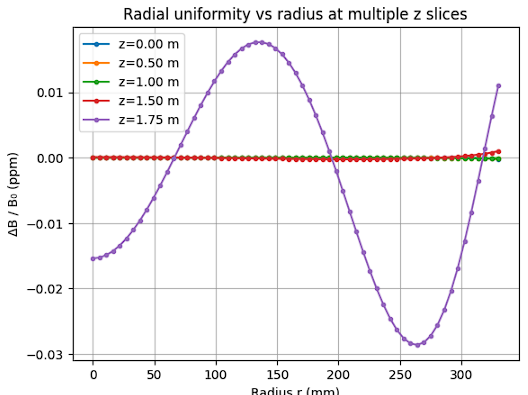 Radial uniformity vs radius at multiple z slices
z=0.00 m
z=0.50 m
z=1.00 m
z=1.50 m
z=1.75 m
0.01
0.00
−0.01
−0.02
−0.03
ΔB / B₀ (ppm)
0 50 100 150 200 250 300
Radius r (mm)